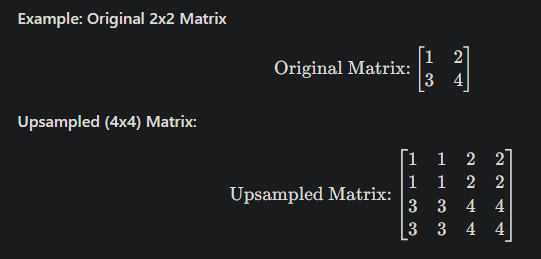 Example: Original 2x2 Matrix
Original Matrix: [1 2
3 4]
Upsampled (4x4) Matrix:
Upsampled Matrix: [1 1 2 2
1 1 2 2
3 3 4 4
3 3 4 4]